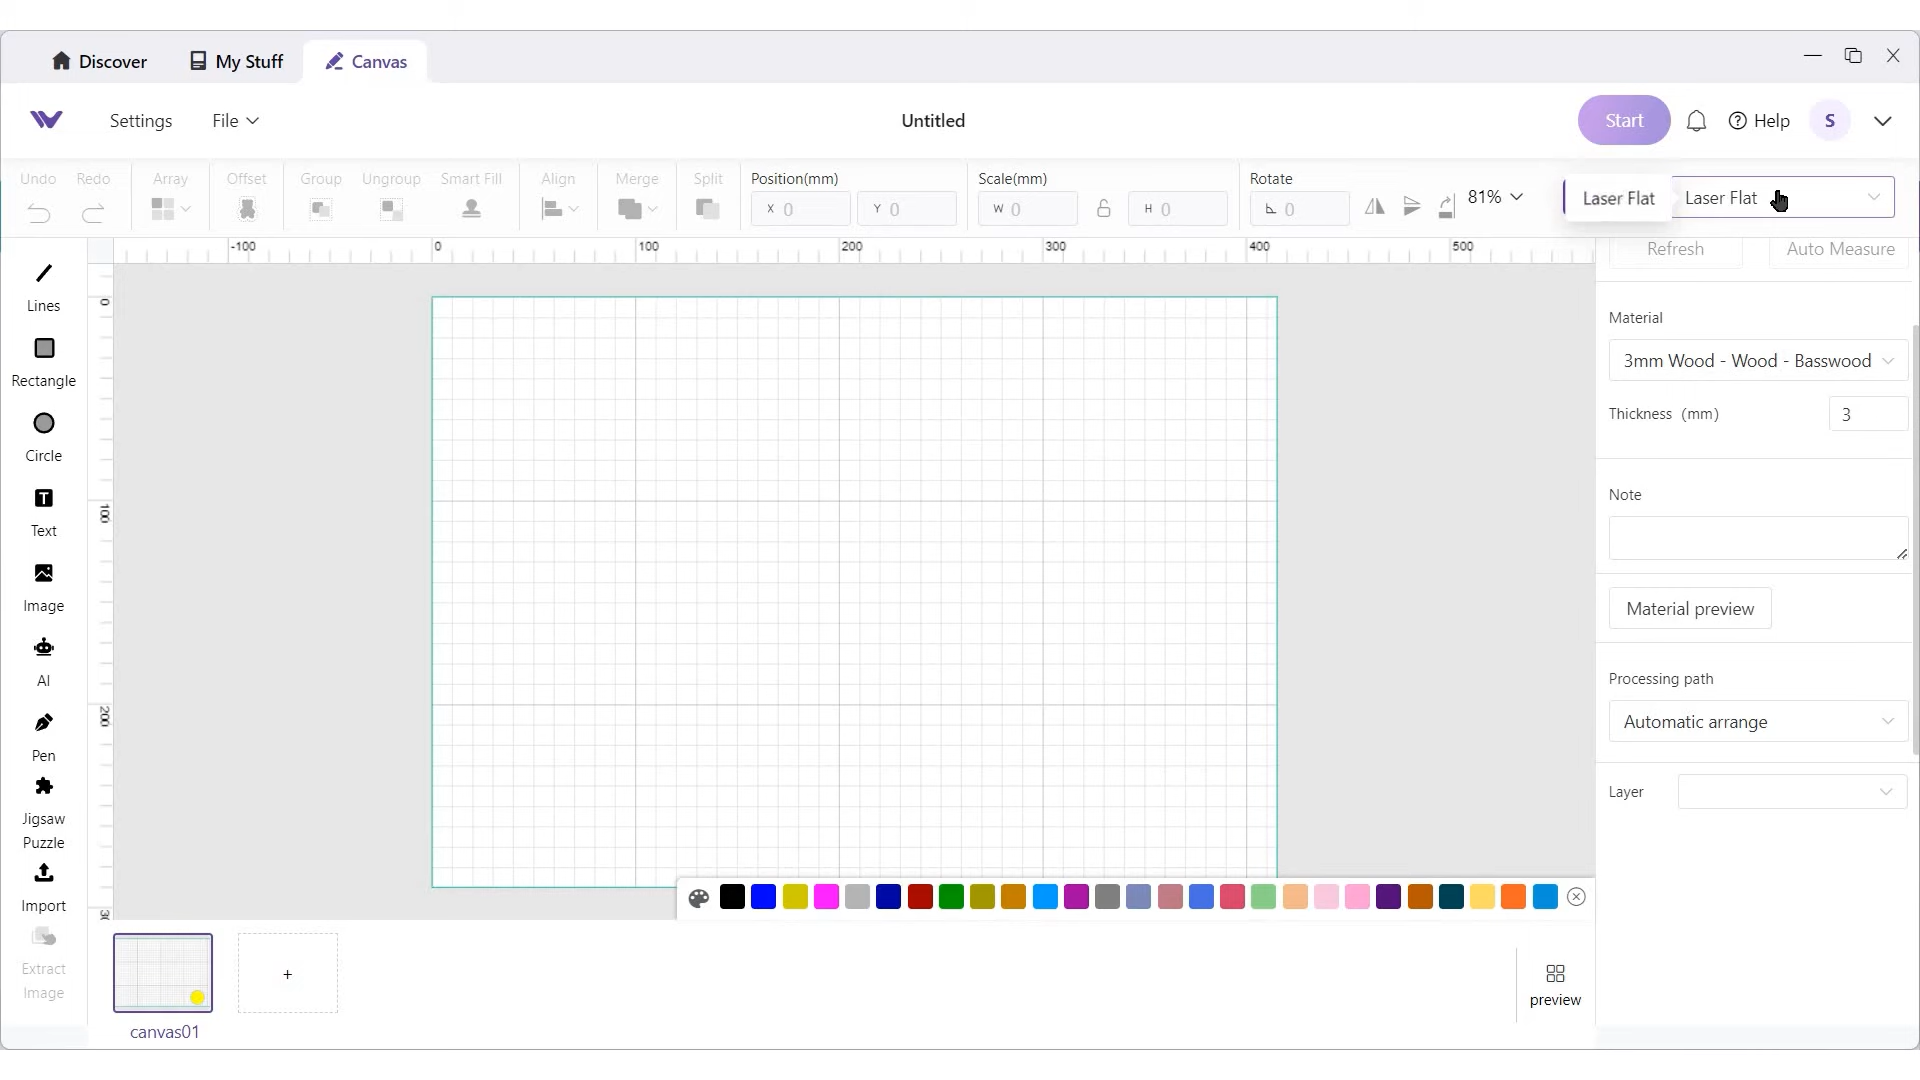 Discover
My Stuff
Canvas
Settings
File
Untitled
Start
Help
S
Undo
Redo
Array
Offset
Group
Ungroup
Smart Fill
Align
Merge
Split
Position(mm)
X 0
Y 0
Scale(mm)
W 0
H 0
Rotate
0
81%
Laser Flat
Laser Flat
-100
0
100
200
300
400
500
Refresh
Auto Measure
0
100
200
Lines
Rectangle
Circle
Text
Image
AI
Pen
Jigsaw
Puzzle
Import
Extract
Image
Material
3mm Wood - Wood - Basswood
Thickness (mm)
3
Note
Material preview
Processing path
Automatic arrange
Layer
+
canvas01
preview